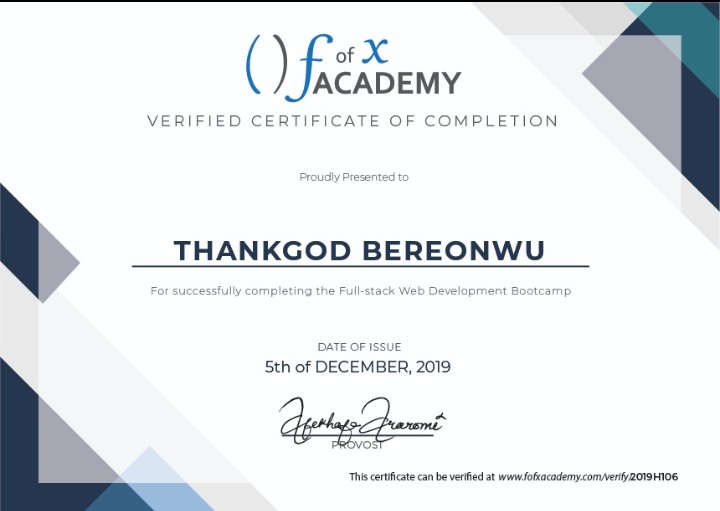 ( ) f of x
ACADEMY
VERIFIED CERTIFICATE OF COMPLETION
Proudly Presented to
THANKGOD BEREONWU
For successfully completing the Full-stack Web Development Bootcamp
DATE OF ISSUE
5th of DECEMBER, 2019
PROVOST
This certificate can be verified at www.fofxacademy.com/verify/2019H106